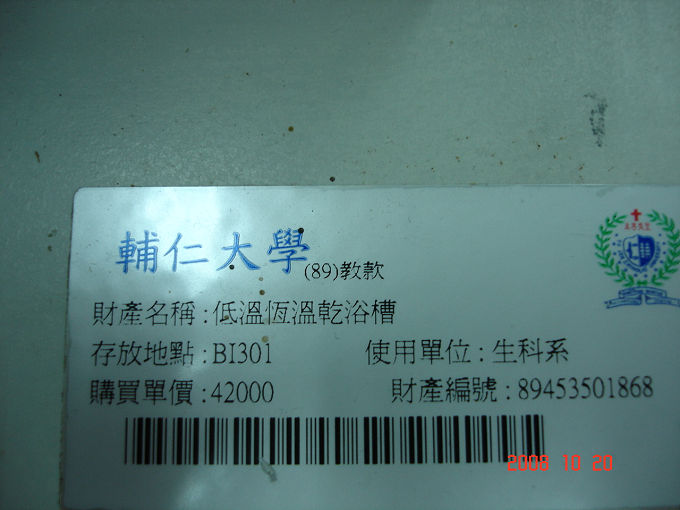 輔仁大學(89)教款
財產名稱:低溫恆溫乾浴槽
存放地點:BI301 使用單位:生科系
購買單價:42000 財產編號:89453501868
2008 10 20